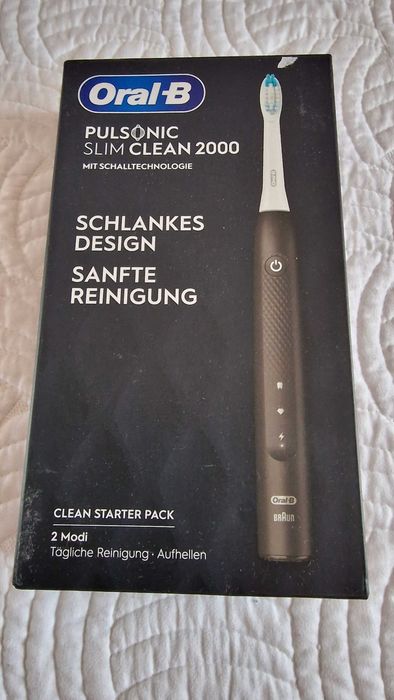 Oral-B
PULSONIC
SLIM CLEAN 2000
MIT SCHALLTECHNOLOGIE
SCHLANKES
DESIGN
SANFTE
REINIGUNG
Oral-B
Oral-B
BRAUN
CLEAN STARTER PACK
2 Modi
Tägliche Reinigung · Aufhellen